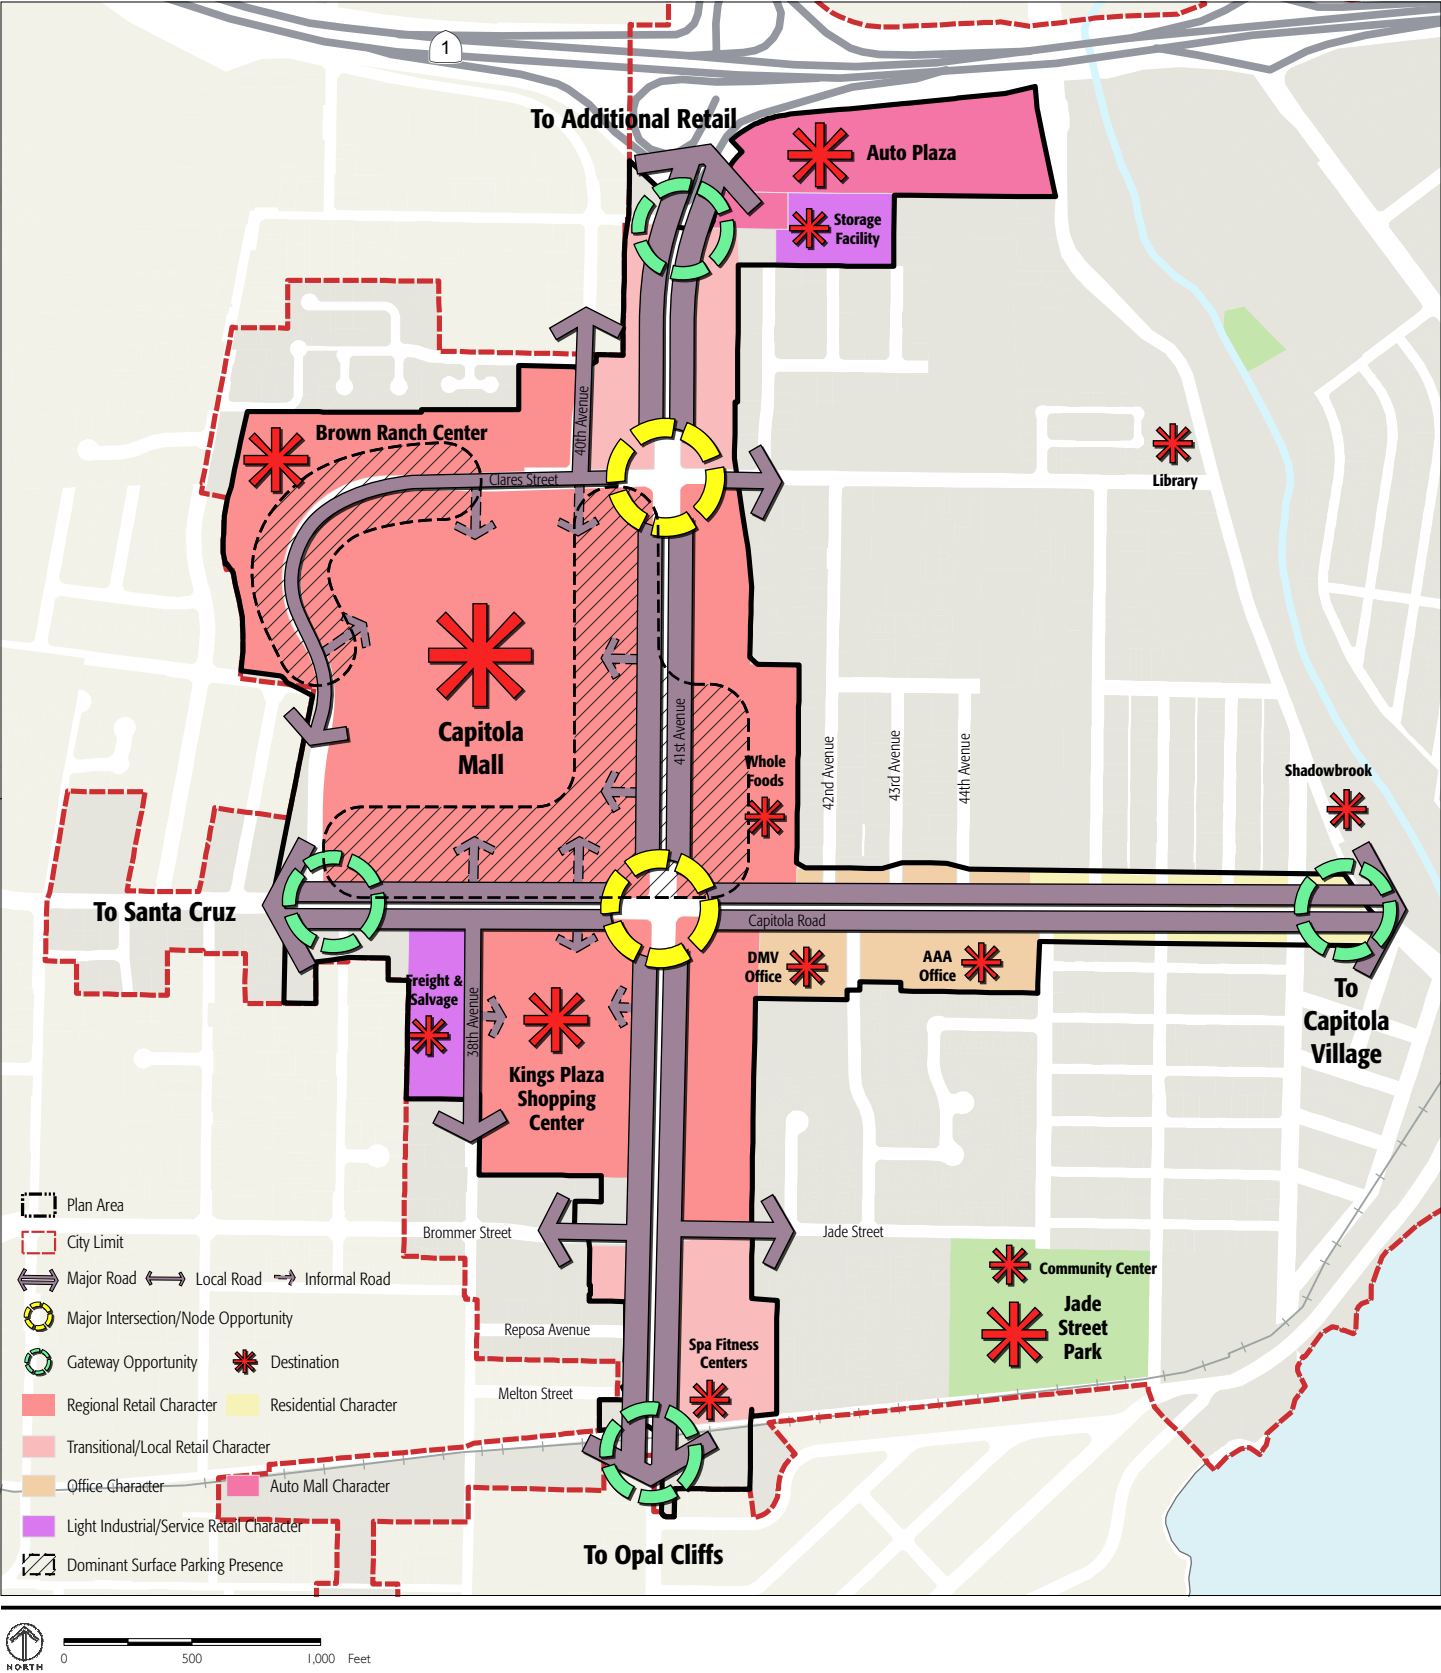 1
To Additional Retail
Auto Plaza
Storage
Facility
40th Avenue
Brown Ranch Center
Clares Street
Library
Capitola
Mall
41st Avenue
Whole
Foods
42nd Avenue
43rd Avenue
44th Avenue
Shadowbrook
To Santa Cruz
Capitola Road
DMV
Office
AAA
Office
To
Capitola
Village
Freight &
Salvage
38th Avenue
Kings Plaza
Shopping
Center
Brommer Street
Jade Street
Community Center
Jade
Street
Park
Reposa Avenue
Spa Fitness
Centers
Melton Street
To Opal Cliffs
Plan Area
City Limit
Major Road
Local Road
Informal Road
Major Intersection/Node Opportunity
Gateway Opportunity
Destination
Regional Retail Character
Residential Character
Transitional/Local Retail Character
Office Character
Auto Mall Character
Light Industrial/Service Retail Character
Dominant Surface Parking Presence
NORTH
0 500 1,000 Feet